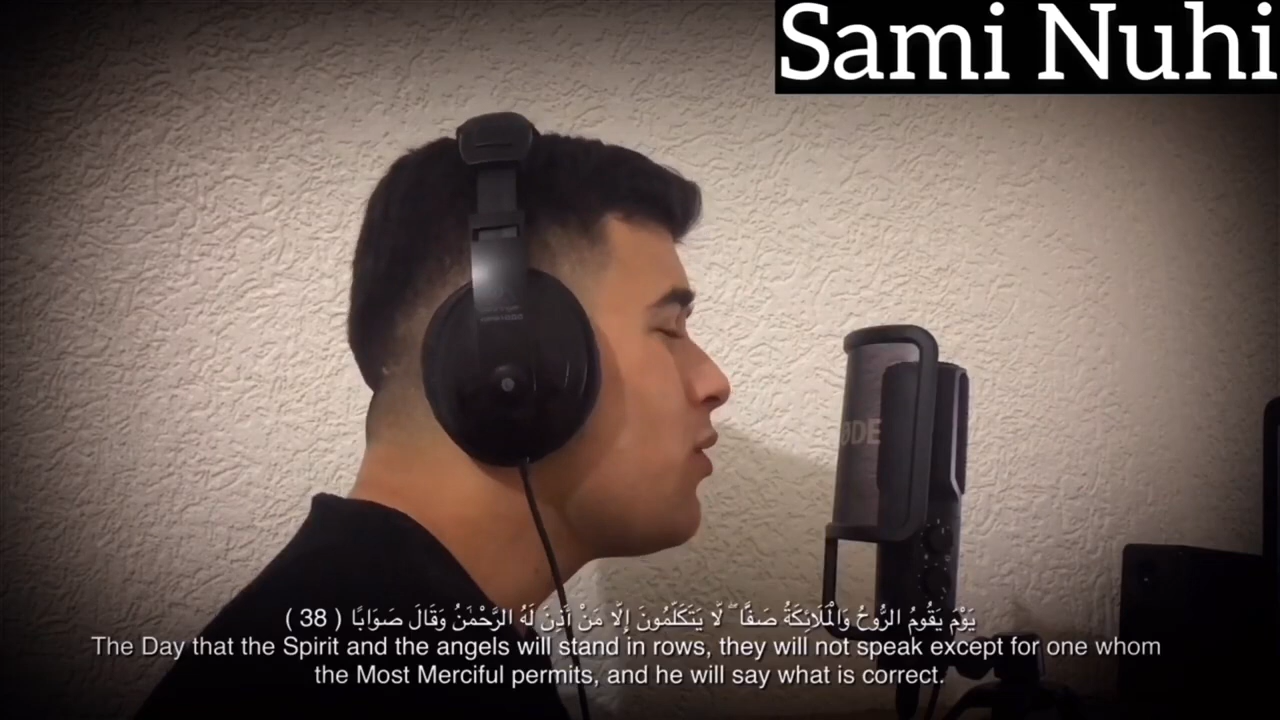 Sami Nuhi
ØDE
يَوْمَ يَقُومُ الرُّوحُ وَالْمَلَائِكَةُ صَفًّا ۖ لَّا يَتَكَلَّمُونَ إِلَّا مَنْ أَذِنَ لَهُ الرَّحْمَٰنُ وَقَالَ صَوَابًا ( 38 )
The Day that the Spirit and the angels will stand in rows, they will not speak except for one whom
the Most Merciful permits, and he will say what is correct.